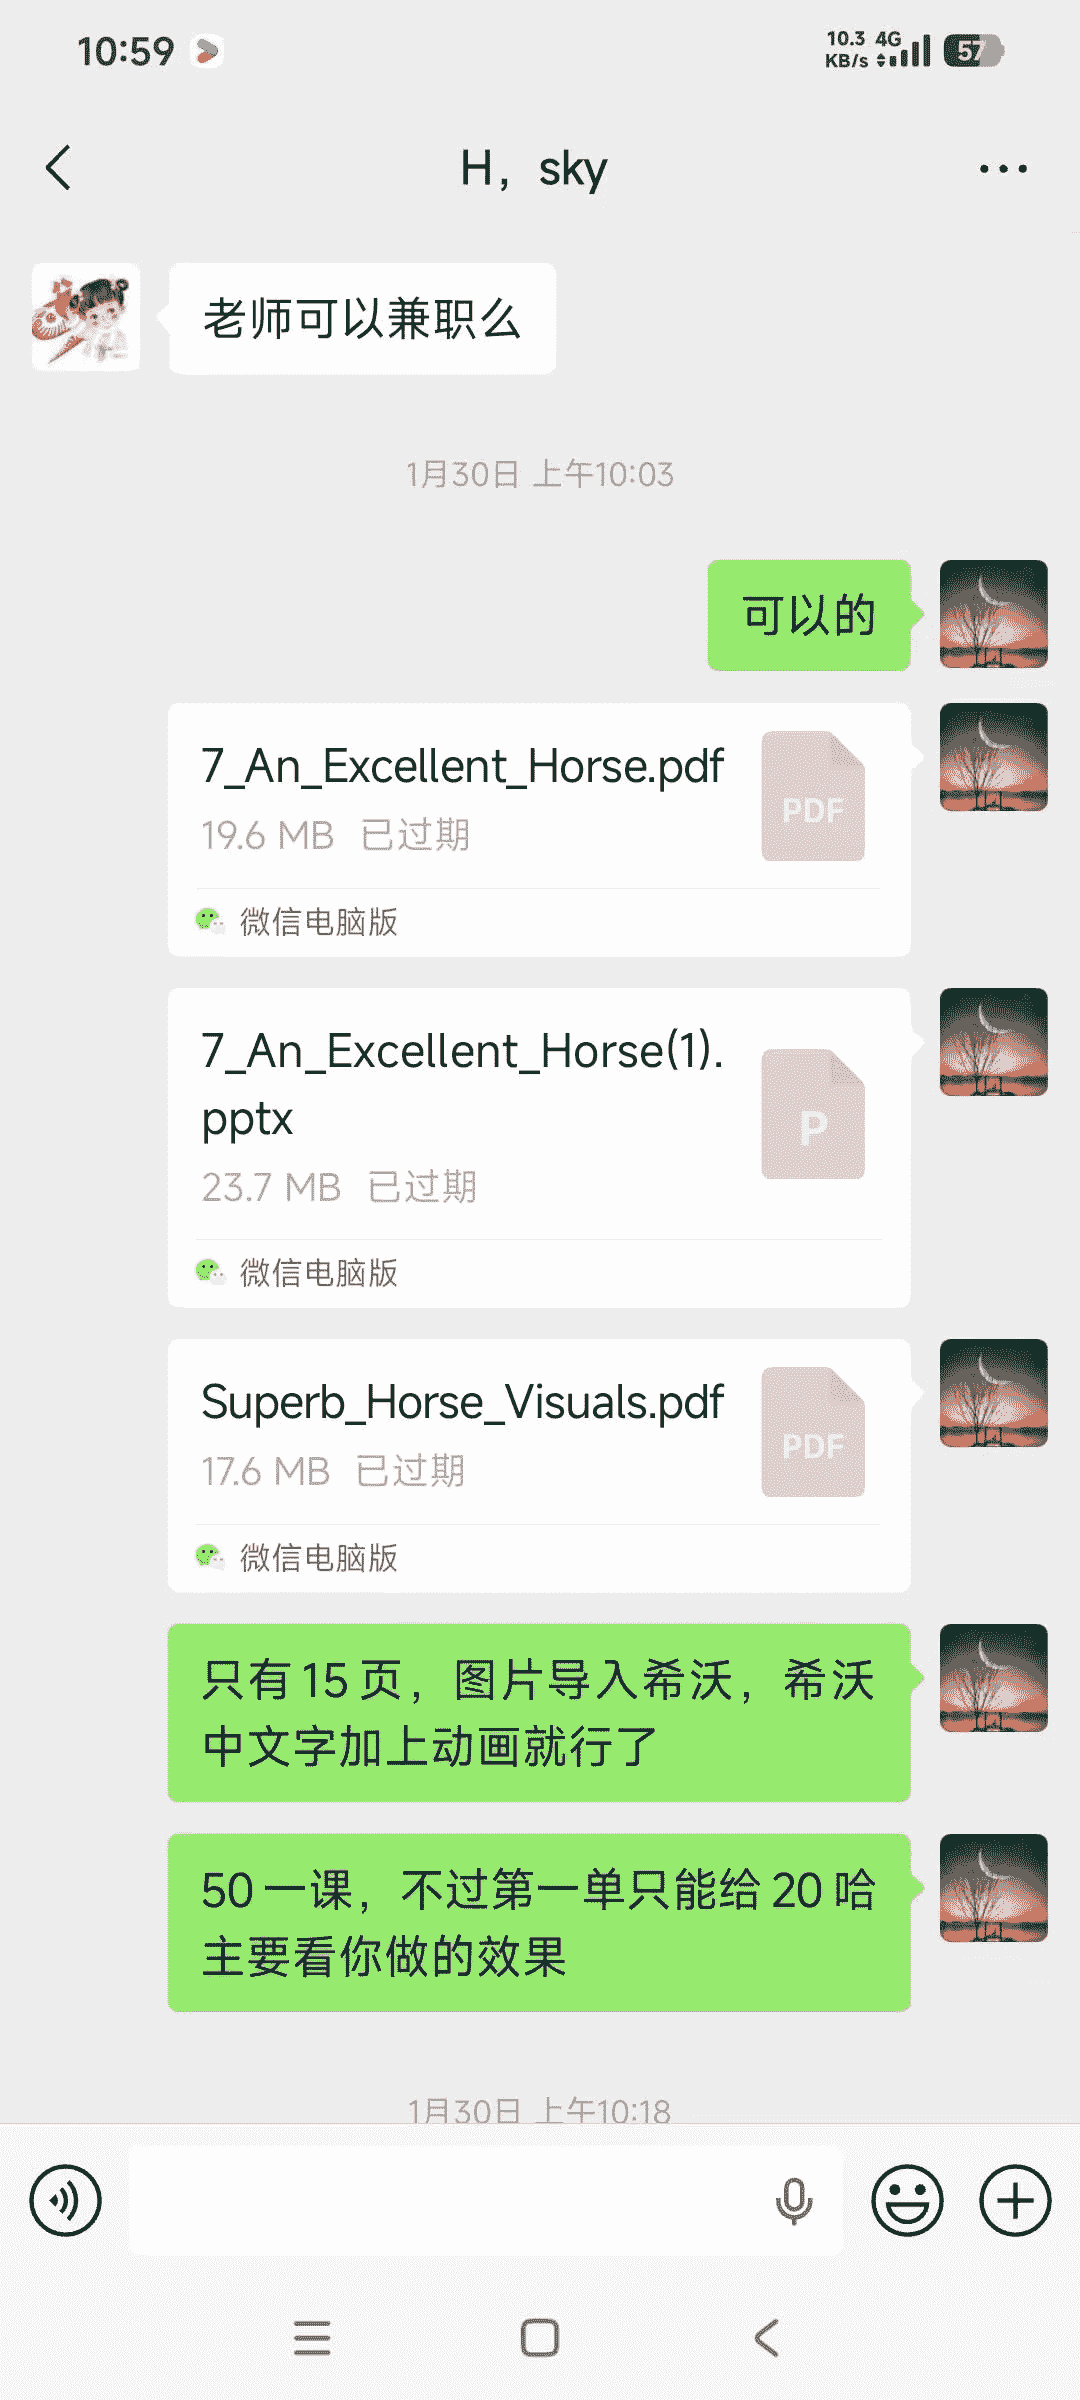 10:59
10.3 4G
KB/s
57
H，sky
老师可以兼职么
1月30日 上午10:03
可以的
7_An_Excellent_Horse.pdf
19.6 MB 已过期
PDF
微信电脑版
7_An_Excellent_Horse(1).
pptx
23.7 MB 已过期
P
微信电脑版
Superb_Horse_Visuals.pdf
17.6 MB 已过期
PDF
微信电脑版
只有15页，图片导入希沃，希沃
中文字加上动画就行了
50一课，不过第一单只能给20哈
主要看你做的效果
1月30日 上午10:18